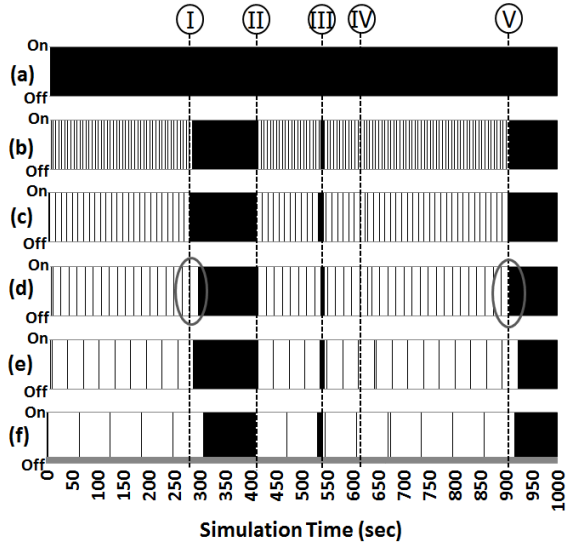 I II III IV V
On
(a)
Off
On
(b)
Off
On
(c)
Off
On
(d)
Off
On
(e)
Off
On
(f)
Off
0 50 100 150 200 250 300 350 400 450 500 550 600 650 700 750 800 850 900 950 1000
Simulation Time (sec)